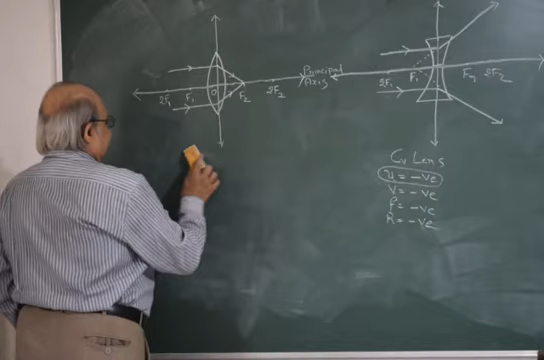 2F₁ F₁ O F₂ 2F₂
Principal
Axis
F₁ F₂ 2F₂
2F₁
Cv Lens
u = -ve
v = -ve
f = -ve
R = -ve